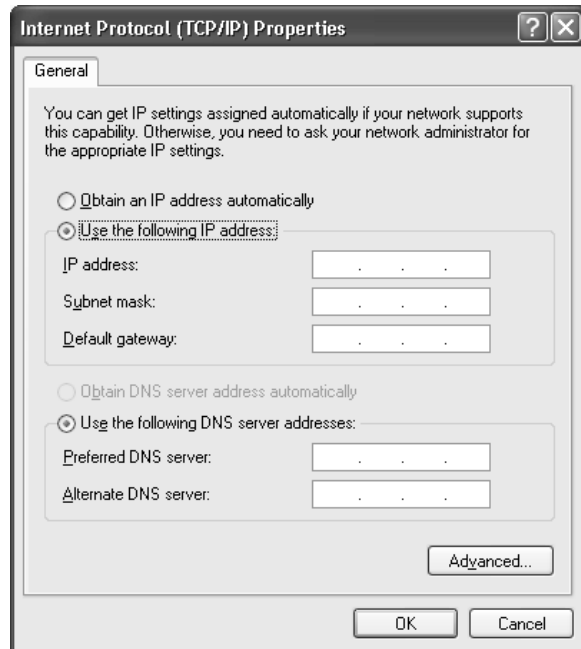 Internet Protocol (TCP/IP) Properties
General
You can get IP settings assigned automatically if your network supports
this capability. Otherwise, you need to ask your network administrator for
the appropriate IP settings.
Obtain an IP address automatically
Use the following IP address:
IP address:
Subnet mask:
Default gateway:
Obtain DNS server address automatically
Use the following DNS server addresses:
Preferred DNS server:
Alternate DNS server:
Advanced...
OK Cancel